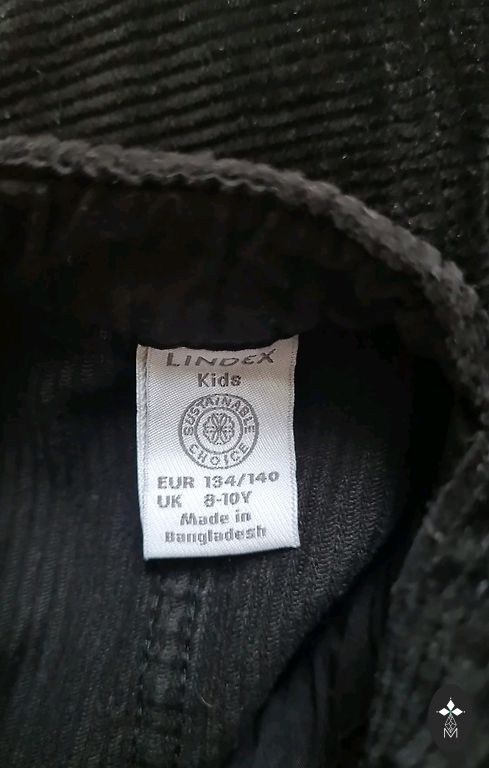 LINDEX
Kids
SUSTAINABLE CHOICE
EUR 134/140
UK 8-10Y
Made in
Bangladesh
M